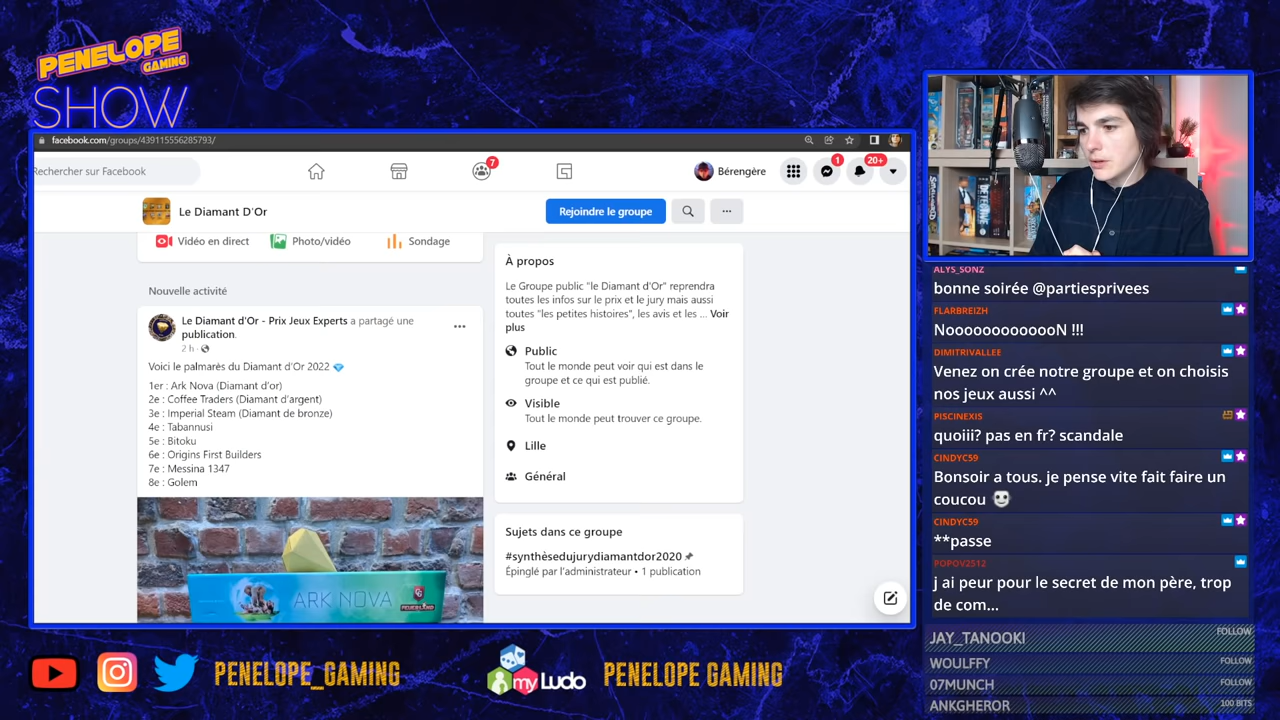 PENELOPE
GAMING
SHOW
facebook.com/groups/439115556285793/
Rechercher sur Facebook
7
Bérengère
1
20+
Le Diamant D'Or
Rejoindre le groupe
Vidéo en direct
Photo/vidéo
Sondage
Nouvelle activité
Le Diamant d'Or - Prix Jeux Experts a partagé une
publication.
2 h
Voici le palmarès du Diamant d'Or 2022
1er : Ark Nova (Diamant d'or)
2e : Coffee Traders (Diamant d'argent)
3e : Imperial Steam (Diamant de bronze)
4e : Tabannusi
5e : Bitoku
6e : Origins First Builders
7e : Messina 1347
8e : Golem
ARK NOVA
FEUERLAND
À propos
Le Groupe public "le Diamant d'Or" reprendra
toutes les infos sur le prix et le jury mais aussi
toutes "les petites histoires", les avis et les ... Voir
plus
Public
Tout le monde peut voir qui est dans le
groupe et ce qui est publié.
Visible
Tout le monde peut trouver ce groupe.
Lille
Général
Sujets dans ce groupe
#synthèsedujurydiamantdor2020
Épinglé par l'administrateur • 1 publication
DETECTIVE
ALYS_SONZ
bonne soirée @partiesprivees
FLARBREIZH
NooooooooooooN !!!
DIMITRIVALLEE
Venez on crée notre groupe et on choisis
nos jeux aussi ^^
PISCINEXIS
quoiii? pas en fr? scandale
CINDYC59
Bonsoir a tous. je pense vite fait faire un
coucou
CINDYC59
**passe
POPOV2512
j ai peur pour le secret de mon père, trop
de com...
JAY_TANOOKI
FOLLOW
WOULFFY
FOLLOW
07MUNCH
FOLLOW
ANKGHEROR
100 BITS
PENELOPE_GAMING
myLudo
PENELOPE GAMING